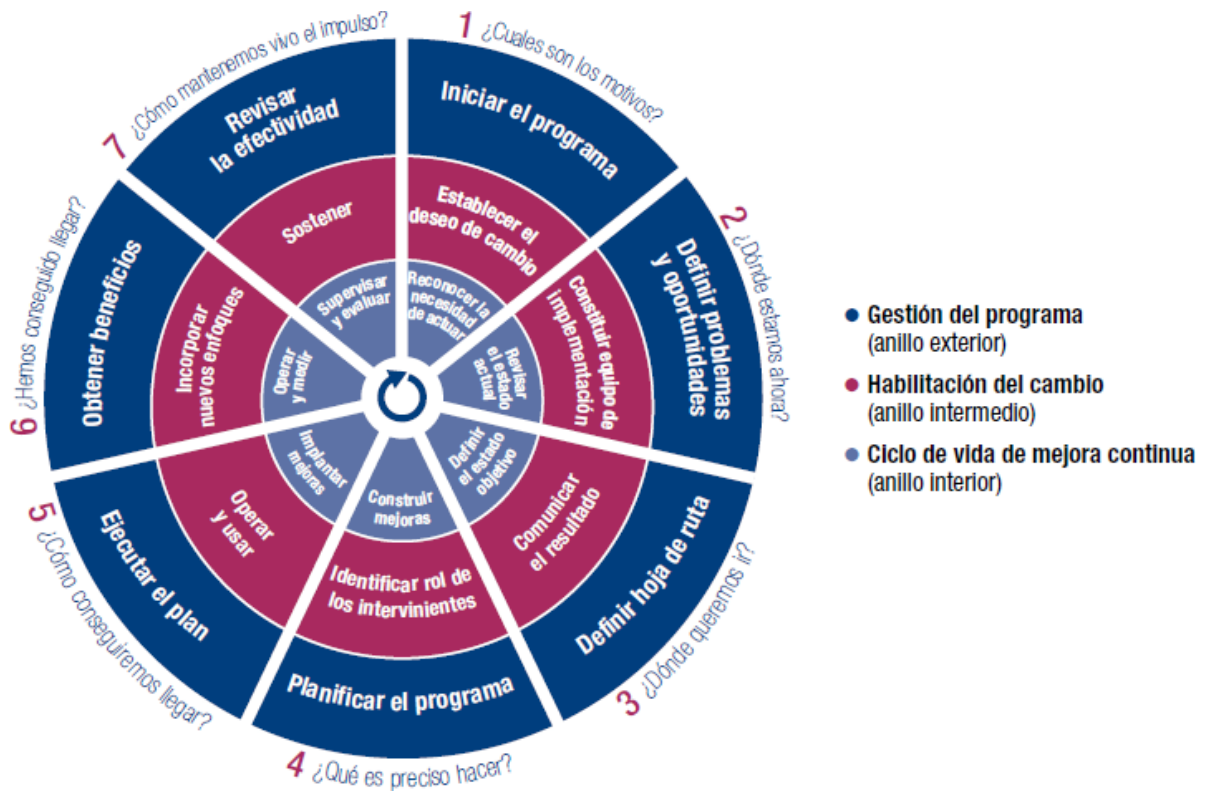 1 ¿Cuales son los motivos?
Iniciar el programa
Establecer el
deseo de cambio
Reconocer la
necesidad
de actuar
2 ¿Dónde estamos ahora?
Definir problemas
y oportunidades
Constituir equipo de
implementación
Revisar
el estado
actual
3 ¿Dónde queremos ir?
Definir hoja de ruta
Comunicar
el resultado
Definir
el estado
objetivo
4 ¿Qué es preciso hacer?
Planificar el programa
Identificar rol de
los intervinientes
Construir
mejoras
5 ¿Cómo conseguiremos llegar?
Ejecutar el plan
Operar
y usar
Implantar
mejoras
6 ¿Hemos conseguido llegar?
Obtener beneficios
Incorporar
nuevos enfoques
Operar
y medir
7 ¿Cómo mantenemos vivo el impulso?
Revisar
la efectividad
Sostener
Supervisar
y evaluar
Gestión del programa
(anillo exterior)
Habilitación del cambio
(anillo intermedio)
Ciclo de vida de mejora continua
(anillo interior)